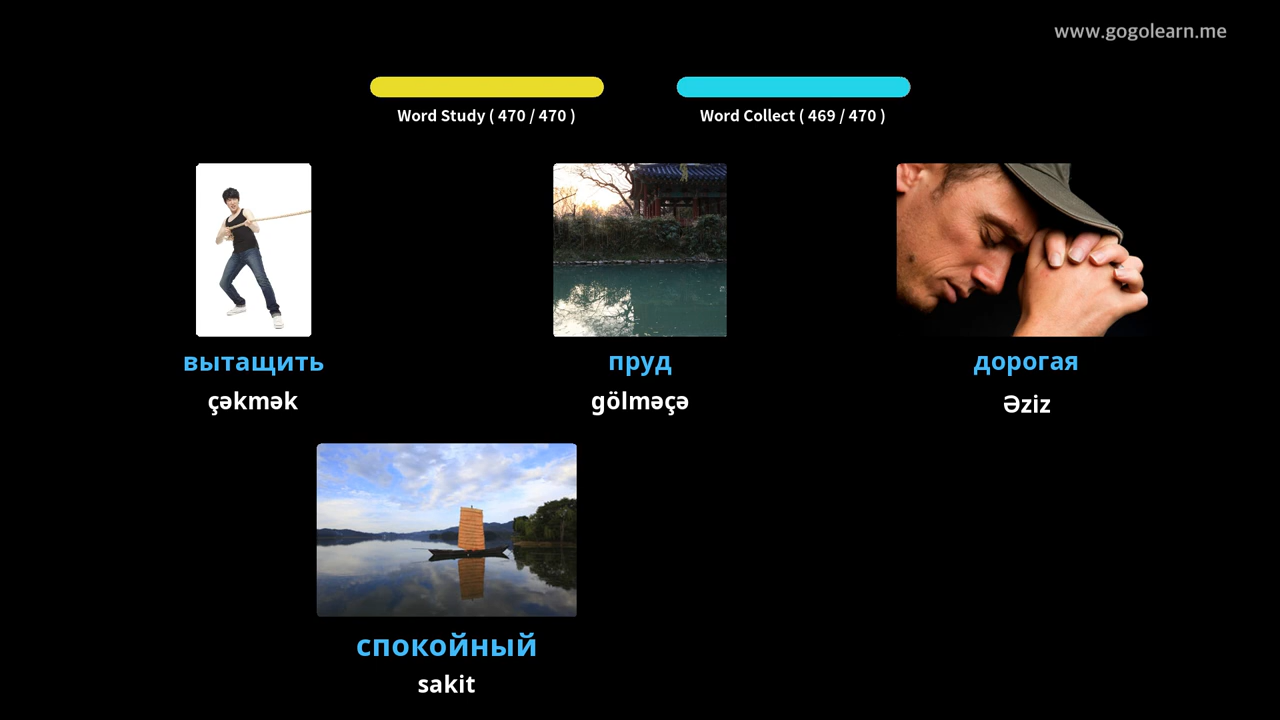 www.gogolearn.me
Word Study ( 470 / 470 )
Word Collect ( 469 / 470 )
вытащить
çəkmək
пруд
gölməçə
дорогая
Əziz
спокойный
sakit